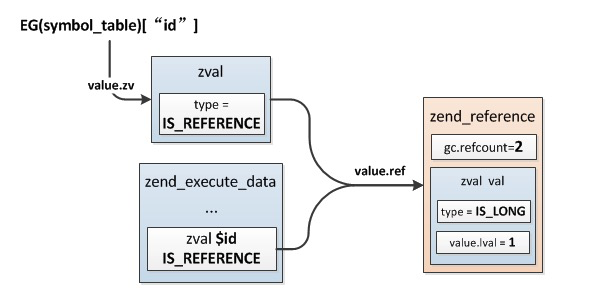 EG(symbol_table)[ “id” ]
value.zv
zval
type =
IS_REFERENCE
zend_execute_data
...
zval $id
IS_REFERENCE
value.ref
zend_reference
gc.refcount=2
zval val
type = IS_LONG
value.lval = 1